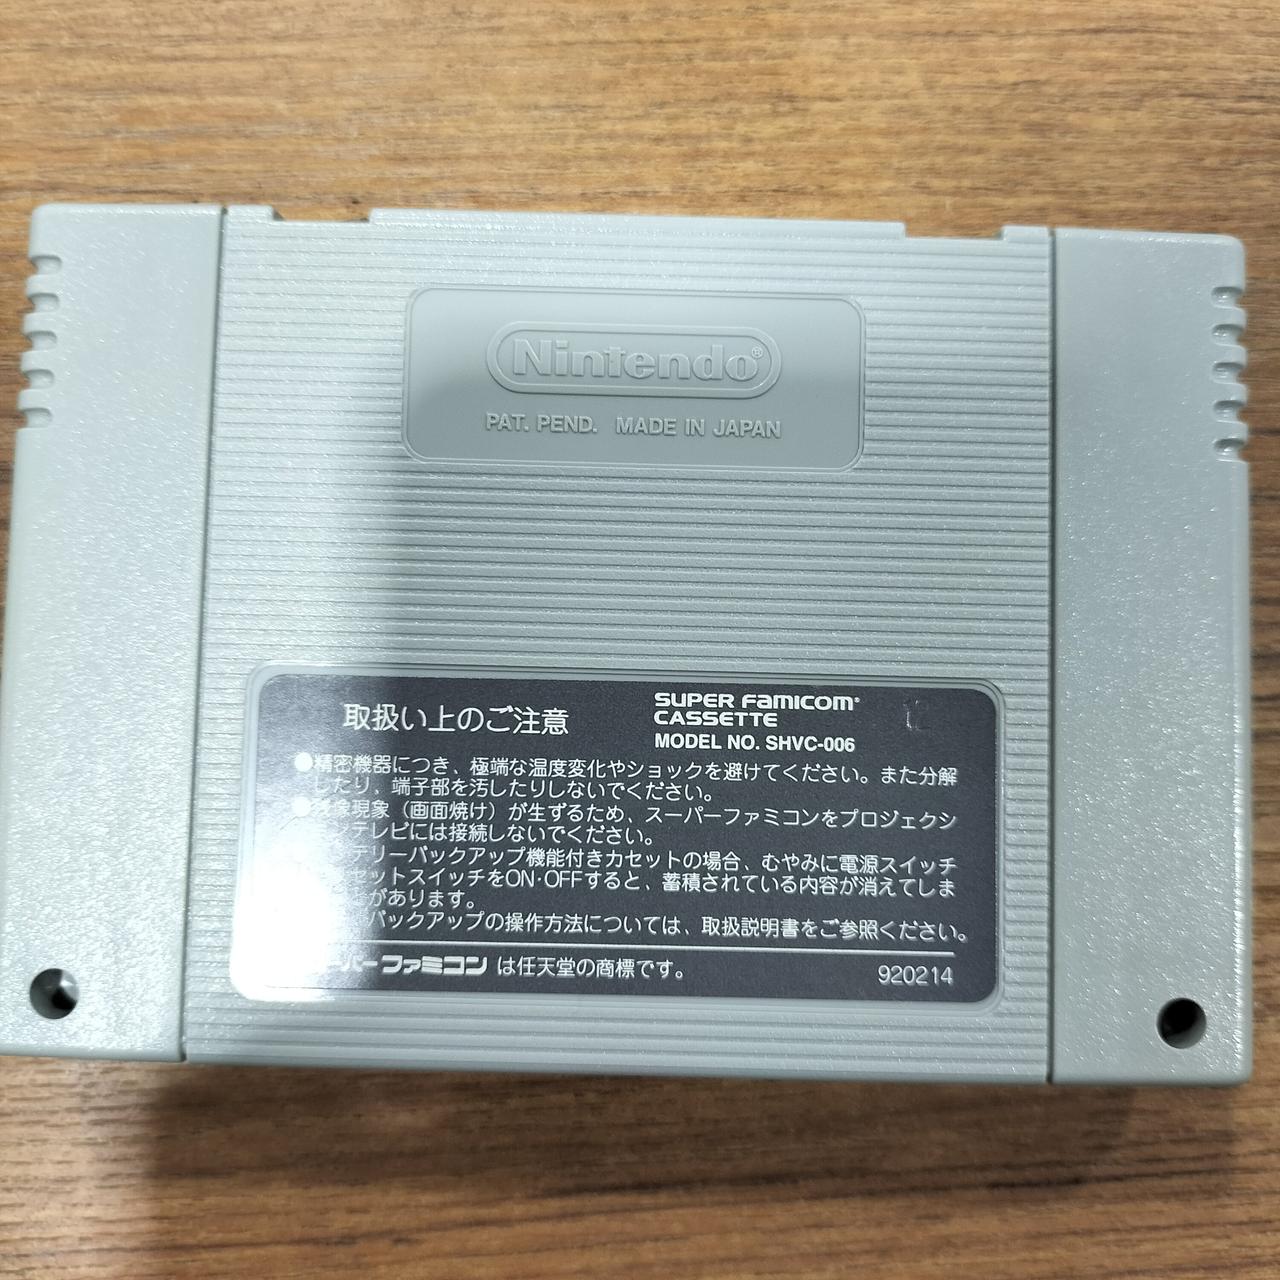 Nintendo®
PAT. PEND. MADE IN JAPAN
取扱い上のご注意
SUPER FAMICOM®
CASSETTE
MODEL NO. SHVC-006
●精密機器につき、極端な温度変化やショックを避けてください。また分解
したり、端子部を汚したりしないでください。
●残像現象（画面焼け）が生ずるため、スーパーファミコンをプロジェクシ
ョンテレビには接続しないでください。
テリーバックアップ機能付きカセットの場合、むやみに電源スイッチ
セットスイッチをON・OFFすると、蓄積されている内容が消えてしま
があります。
バックアップの操作方法については、取扱説明書をご参照ください。
ーパーファミコンは任天堂の商標です。
920214